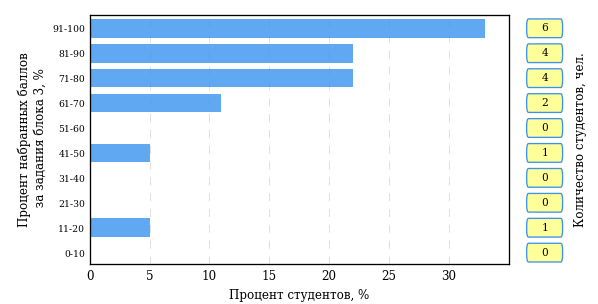 Процент набранных баллов
за задания блока 3, %
91-100 6
81-90 4
71-80 4
61-70 2
51-60 0
41-50 1
31-40 0
21-30 0
11-20 1
0-10 0
0 5 10 15 20 25 30
Процент студентов, %
Количество студентов, чел.